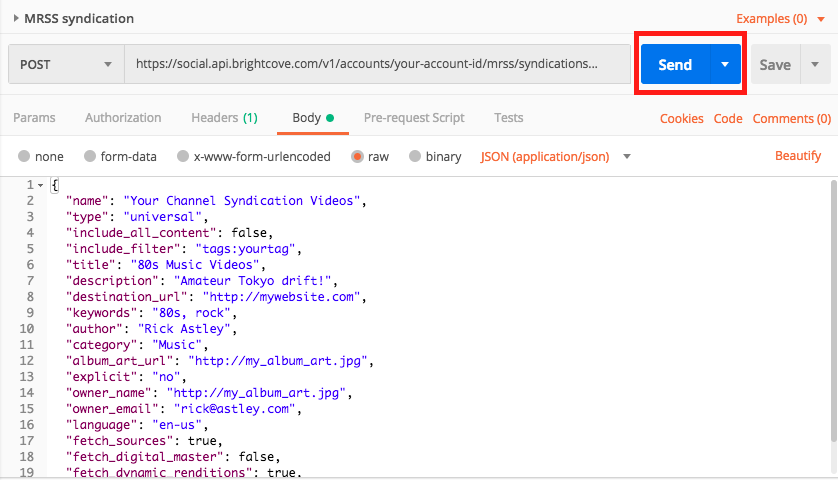 MRSS syndication Examples (0)
POST https://social.api.brightcove.com/v1/accounts/your-account-id/mrss/syndications... Send Save
Params Authorization Headers (1) Body Pre-request Script Tests Cookies Code Comments (0)
none form-data x-www-form-urlencoded raw binary JSON (application/json) Beautify
1 {
2 "name": "Your Channel Syndication Videos",
3 "type": "universal",
4 "include_all_content": false,
5 "include_filter": "tags:yourtag",
6 "title": "80s Music Videos",
7 "description": "Amateur Tokyo drift!",
8 "destination_url": "http://mywebsite.com",
9 "keywords": "80s, rock",
10 "author": "Rick Astley",
11 "category": "Music",
12 "album_art_url": "http://my_album_art.jpg",
13 "explicit": "no",
14 "owner_name": "http://my_album_art.jpg",
15 "owner_email": "rick@astley.com",
16 "language": "en-us",
17 "fetch_sources": true,
18 "fetch_digital_master": false,
19 "fetch_dynamic_renditions": true,